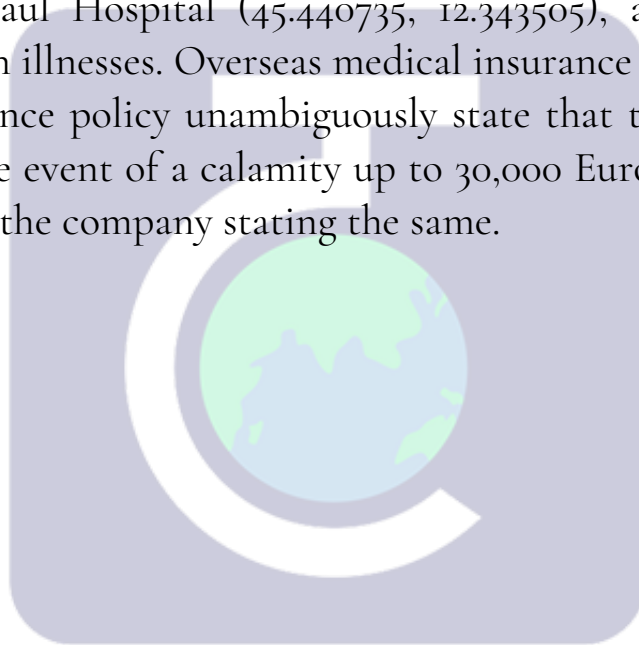 aul Hospital (45.440735, 12.343505), a
n illnesses. Overseas medical insurance
nce policy unambiguously state that t
e event of a calamity up to 30,000 Euro
the company stating the same.